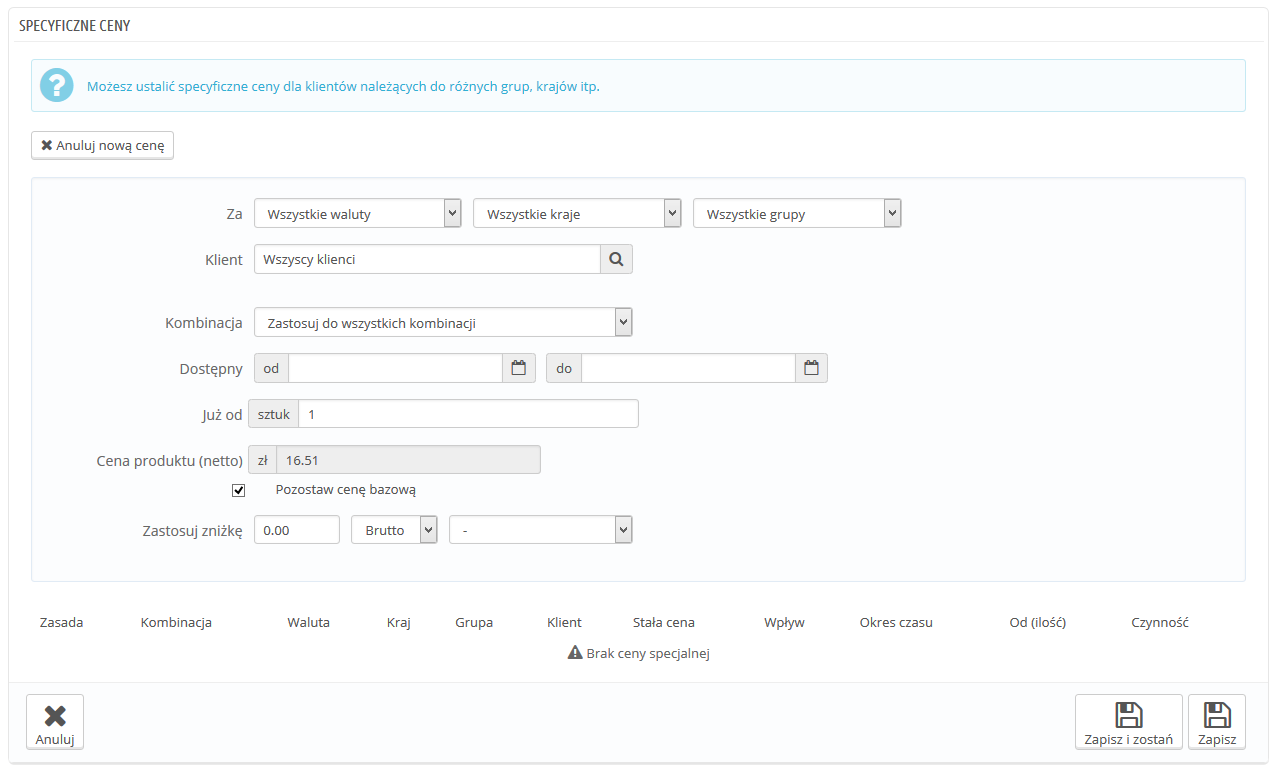 SPECYFICZNE CENY
? Możesz ustalić specyficzne ceny dla klientów należących do różnych grup, krajów itp.
Anuluj nową cenę
Za Wszystkie waluty Wszystkie kraje Wszystkie grupy
Klient Wszyscy klienci
Kombinacja Zastosuj do wszystkich kombinacji
Dostępny od do
Już od sztuk 1
Cena produktu (netto) zł 16.51
Pozostaw cenę bazową
Zastosuj zniżkę 0.00 Brutto -
Zasada Kombinacja Waluta Kraj Grupa Klient Stała cena Wpływ Okres czasu Od (ilość) Czynność
Brak ceny specjalnej
Anuluj Zapisz i zostań Zapisz